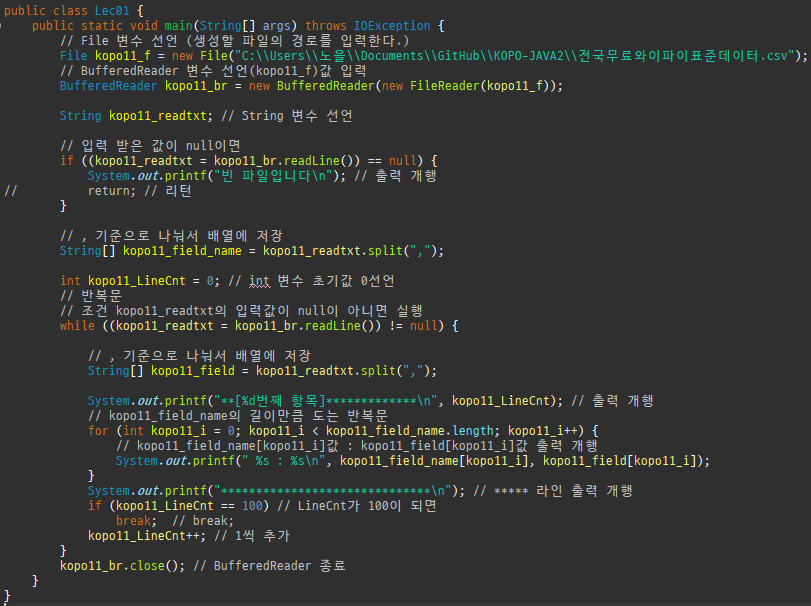 public class Lec01 {
    public static void main(String[] args) throws IOException {
        // File 변수 선언 (생성할 파일의 경로를 입력한다.)
        File kopo11_f = new File("C:\\Users\\노을\\Documents\\GitHub\\KOPO-JAVA2\\전국무료와이파이표준데이터.csv");
        // BufferedReader 변수 선언(kopo11_f)값 입력
        BufferedReader kopo11_br = new BufferedReader(new FileReader(kopo11_f));

        String kopo11_readtxt; // String 변수 선언

        // 입력 받은 값이 null이면
        if ((kopo11_readtxt = kopo11_br.readLine()) == null) {
            System.out.printf("빈 파일입니다\n"); // 출력 개행
//          return; // 리턴
        }

        // , 기준으로 나눠서 배열에 저장
        String[] kopo11_field_name = kopo11_readtxt.split(",");

        int kopo11_LineCnt = 0; // int 변수 초기값 0선언
        // 반복문
        // 조건 kopo11_readtxt의 입력값이 null이 아니면 실행
        while ((kopo11_readtxt = kopo11_br.readLine()) != null) {

            // , 기준으로 나눠서 배열에 저장
            String[] kopo11_field = kopo11_readtxt.split(",");

            System.out.printf("**[%d번째 항목]*************\n", kopo11_LineCnt); // 출력 개행
            // kopo11_field_name의 길이만큼 도는 반복문
            for (int kopo11_i = 0; kopo11_i < kopo11_field_name.length; kopo11_i++) {
                // kopo11_field_name[kopo11_i]값 : kopo11_field[kopo11_i]값 출력 개행
                System.out.printf(" %s : %s\n", kopo11_field_name[kopo11_i], kopo11_field[kopo11_i]);
            }
            System.out.printf("******************************\n"); // ***** 라인 출력 개행
            if (kopo11_LineCnt == 100) // LineCnt가 100이 되면
                break;  // break;
            kopo11_LineCnt++; // 1씩 추가
        }
        kopo11_br.close(); // BufferedReader 종료
    }
}